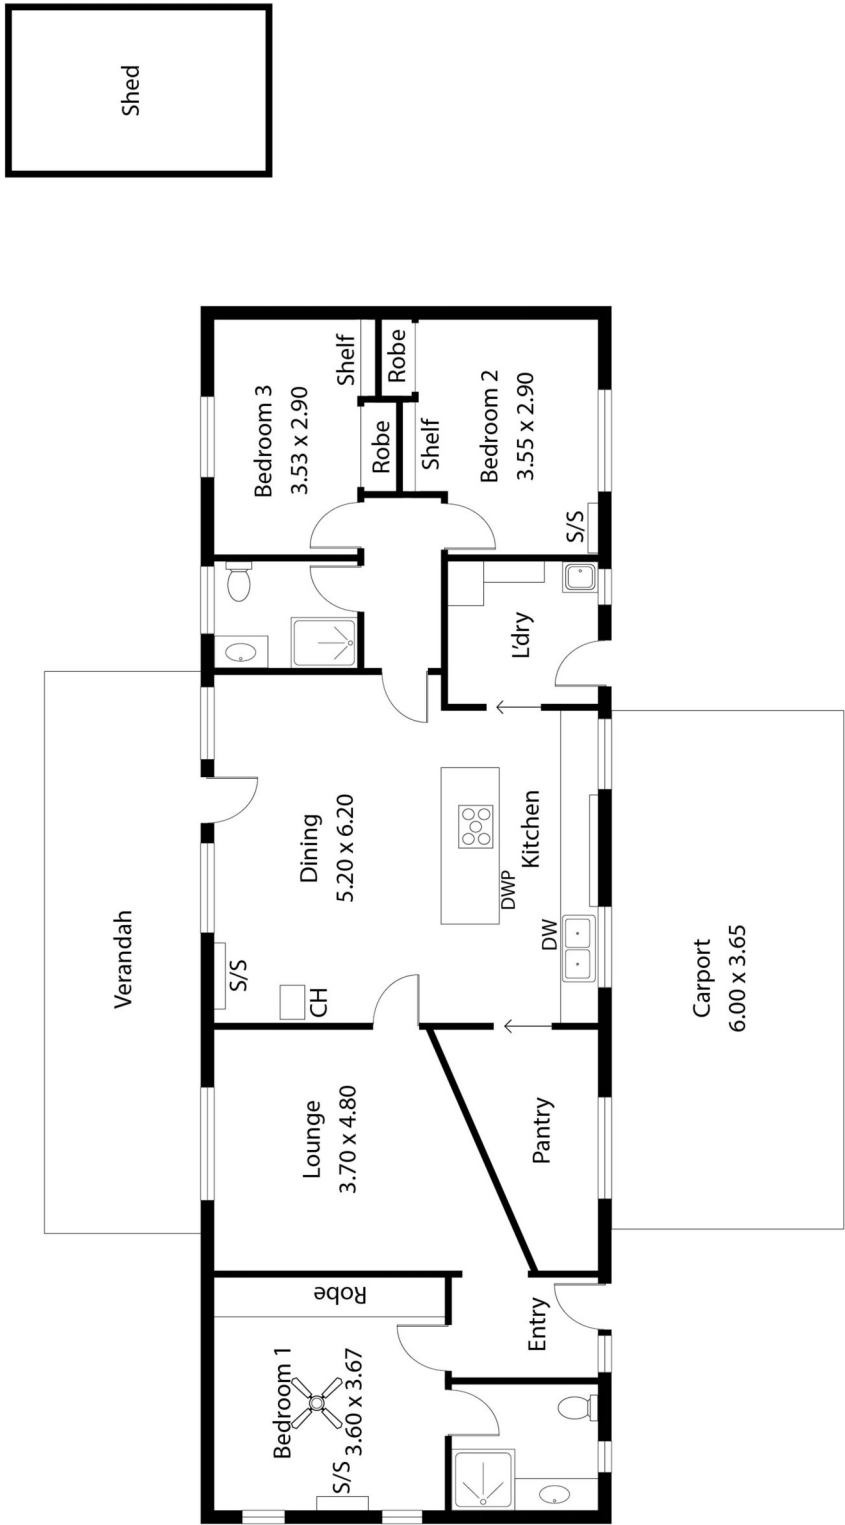 Shed
Bedroom 3
3.53 x 2.90
Shelf
Robe
Robe
Shelf
Bedroom 2
3.55 x 2.90
S/S
L'dry
Verandah
Dining
5.20 x 6.20
S/S
CH
Kitchen
DWP
DW
Carport
6.00 x 3.65
Lounge
3.70 x 4.80
Pantry
Robe
Bedroom 1
3.60 x 3.67
S/S
Entry